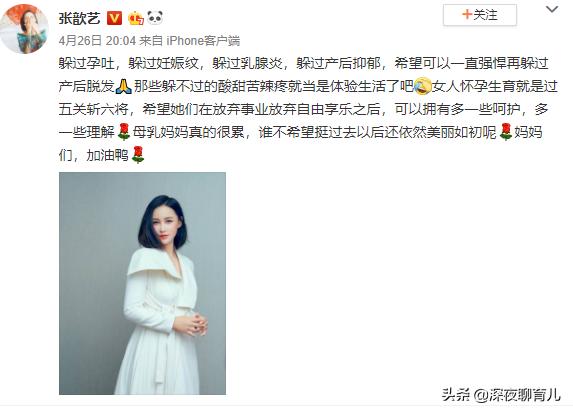 张歆艺
+关注
4月26日 20:04 来自 iPhone客户端
躲过孕吐，躲过妊娠纹，躲过乳腺炎，躲过产后抑郁，希望可以一直强悍再躲过
产后脱发🙏那些躲不过的酸甜苦辣疼就当是体验生活了吧🤣女人怀孕生育就是过
五关斩六将，希望她们在放弃事业放弃自由享乐之后，可以拥有多一些呵护，多
一些理解🌹母乳妈妈真的很累，谁不希望挺过去以后还依然美丽如初呢🌹妈妈
们，加油鸭🌹
头条 @深夜聊育儿